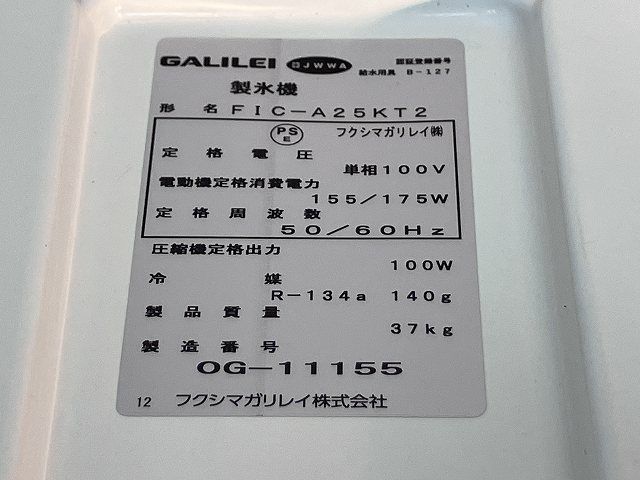 GALILEI JWWA 認証登録番号
給水用具 B-127
製氷機
形名 FIC-A25KT2
PS
E
フクシマガリレイ㈱
定格電圧
単相100V
電動機定格消費電力
155/175W
定格周波数
50/60Hz
圧縮機定格出力
100W
冷媒
R-134a 140g
製品質量
37kg
製造番号
OG-11155
12 フクシマガリレイ株式会社